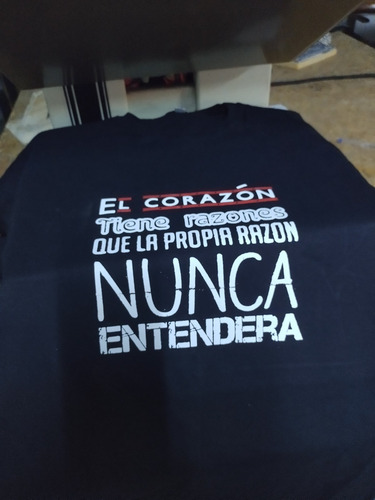 EL CORAZÓN
Tiene razones
QUE LA PROPIA RAZON
NUNCA
ENTENDERA